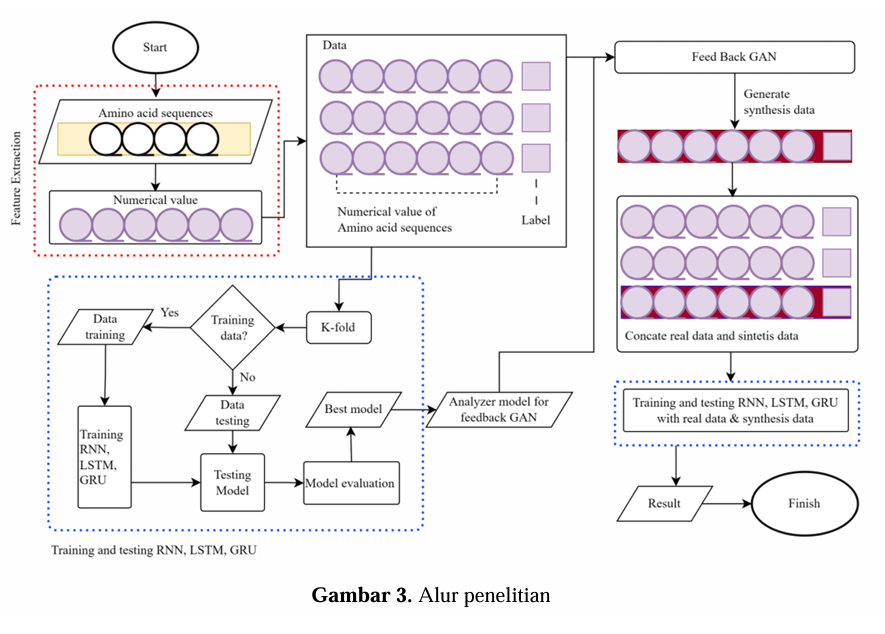 Start
Feature Extraction
Amino acid sequences
Numerical value
Data
Numerical value of
Amino acid sequences
Label
Feed Back GAN
Generate
synthesis data
Concate real data and sintetis data
Training and testing RNN, LSTM, GRU
with real data & synthesis data
Result
Finish
K-fold
Training
data?
Yes
No
Data
training
Data
testing
Training
RNN,
LSTM,
GRU
Testing
Model
Model evaluation
Best model
Analyzer model for
feedback GAN
Training and testing RNN, LSTM, GRU
Gambar 3. Alur penelitian